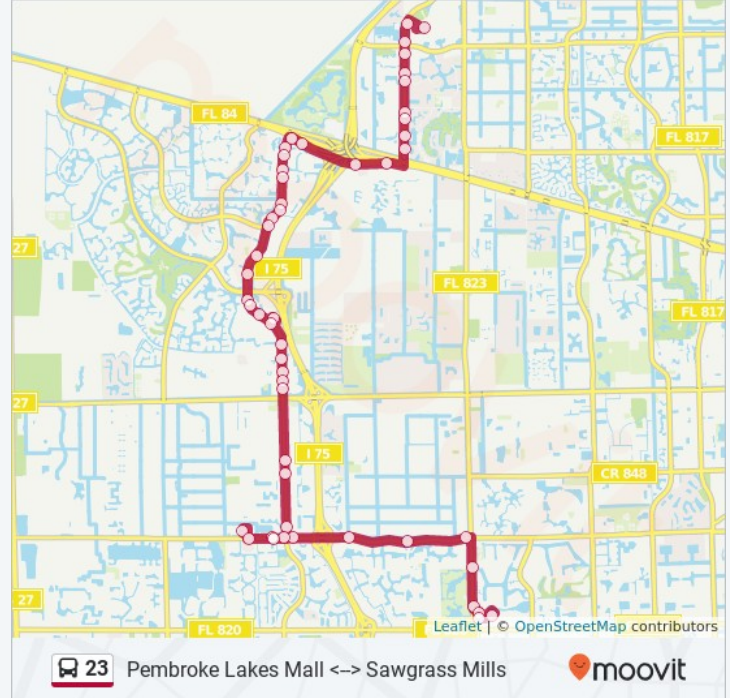 FL 84
FL 817
27
I 75
FL 823
FL 817
27
I 75
CR 848
27
FL 820
Leaflet | © OpenStreetMap contributors
23 Pembroke Lakes Mall <--> Sawgrass Mills moovit